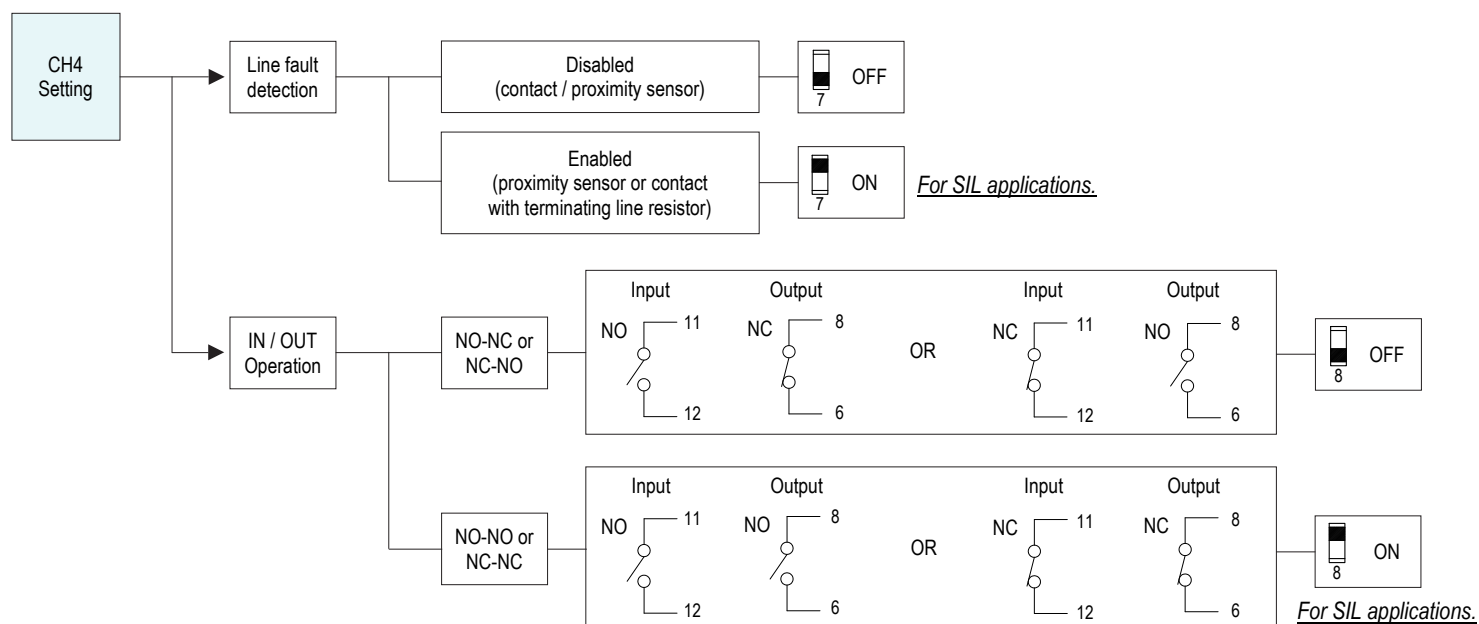 CH4
Setting
Line fault
detection
Disabled
(contact / proximity sensor)
7
OFF
Enabled
(proximity sensor or contact
with terminating line resistor)
7
ON
For SIL applications.
IN / OUT
Operation
NO-NC or
NC-NO
Input
Output
NO
11
12
NC
8
6
OR
Input
Output
NC
11
12
NO
8
6
8
OFF
NO-NO or
NC-NC
Input
Output
NO
11
12
NO
8
6
OR
Input
Output
NC
11
12
NC
8
6
8
ON
For SIL applications.